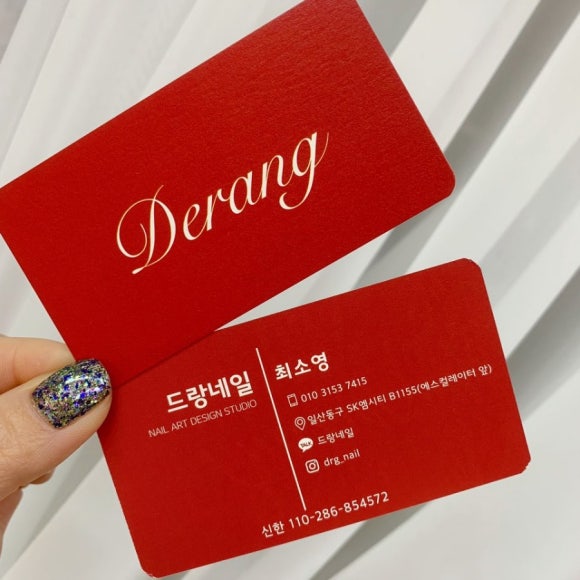 Derang
드랑네일
NAIL ART DESIGN STUDIO
최소영
010 3153 7415
일산동구 SK엠시티 B1155(에스컬레이터 앞)
TALK 드랑네일
drg_nail
신한 110-286-854572